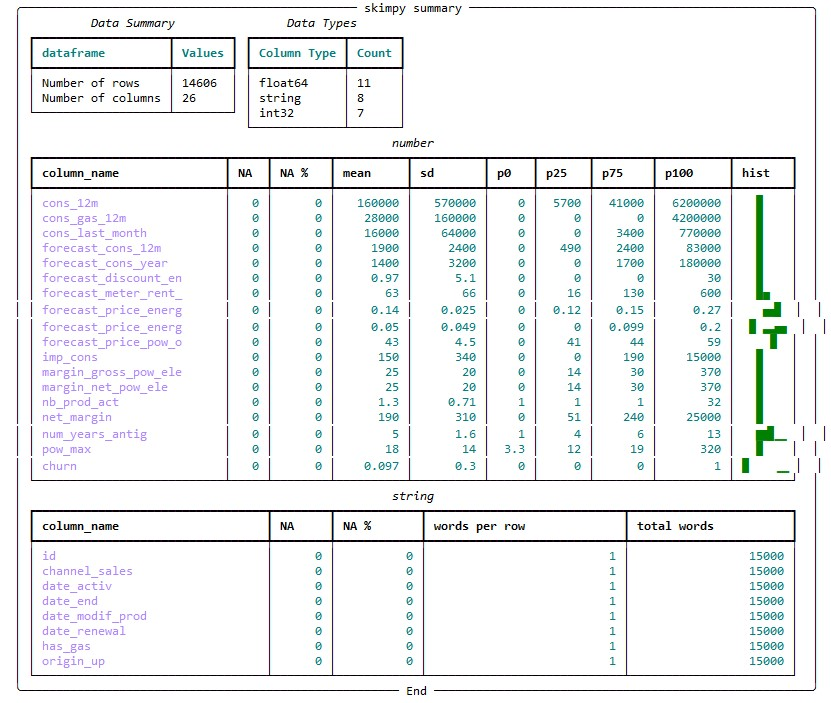 skimpy summary
Data Summary Data Types
dataframe Values Column Type Count
Number of rows 14606 float64 11
Number of columns 26 string 8
int32 7
number
column_name NA NA % mean sd p0 p25 p75 p100 hist
cons_12m 0 0 160000 570000 0 5700 41000 6200000
cons_gas_12m 0 0 28000 160000 0 0 0 4200000
cons_last_month 0 0 16000 64000 0 0 3400 770000
forecast_cons_12m 0 0 1900 2400 0 490 2400 83000
forecast_cons_year 0 0 1400 3200 0 0 1700 180000
forecast_discount_en 0 0 0.97 5.1 0 0 0 30
forecast_meter_rent_ 0 0 63 66 0 16 130 600
forecast_price_energ 0 0 0.14 0.025 0 0.12 0.15 0.27
forecast_price_energ 0 0 0.05 0.049 0 0 0.099 0.2
forecast_price_pow_o 0 0 43 4.5 0 41 44 59
imp_cons 0 0 150 340 0 0 190 15000
margin_gross_pow_ele 0 0 25 20 0 14 30 370
margin_net_pow_ele 0 0 25 20 0 14 30 370
nb_prod_act 0 0 1.3 0.71 1 1 1 32
net_margin 0 0 190 310 0 51 240 25000
num_years_antig 0 0 5 1.6 1 4 6 13
pow_max 0 0 18 14 3.3 12 19 320
churn 0 0 0.097 0.3 0 0 0 1
string
column_name NA NA % words per row total words
id 0 0 1 15000
channel_sales 0 0 1 15000
date_activ 0 0 1 15000
date_end 0 0 1 15000
date_modif_prod 0 0 1 15000
date_renewal 0 0 1 15000
has_gas 0 0 1 15000
origin_up 0 0 1 15000
End